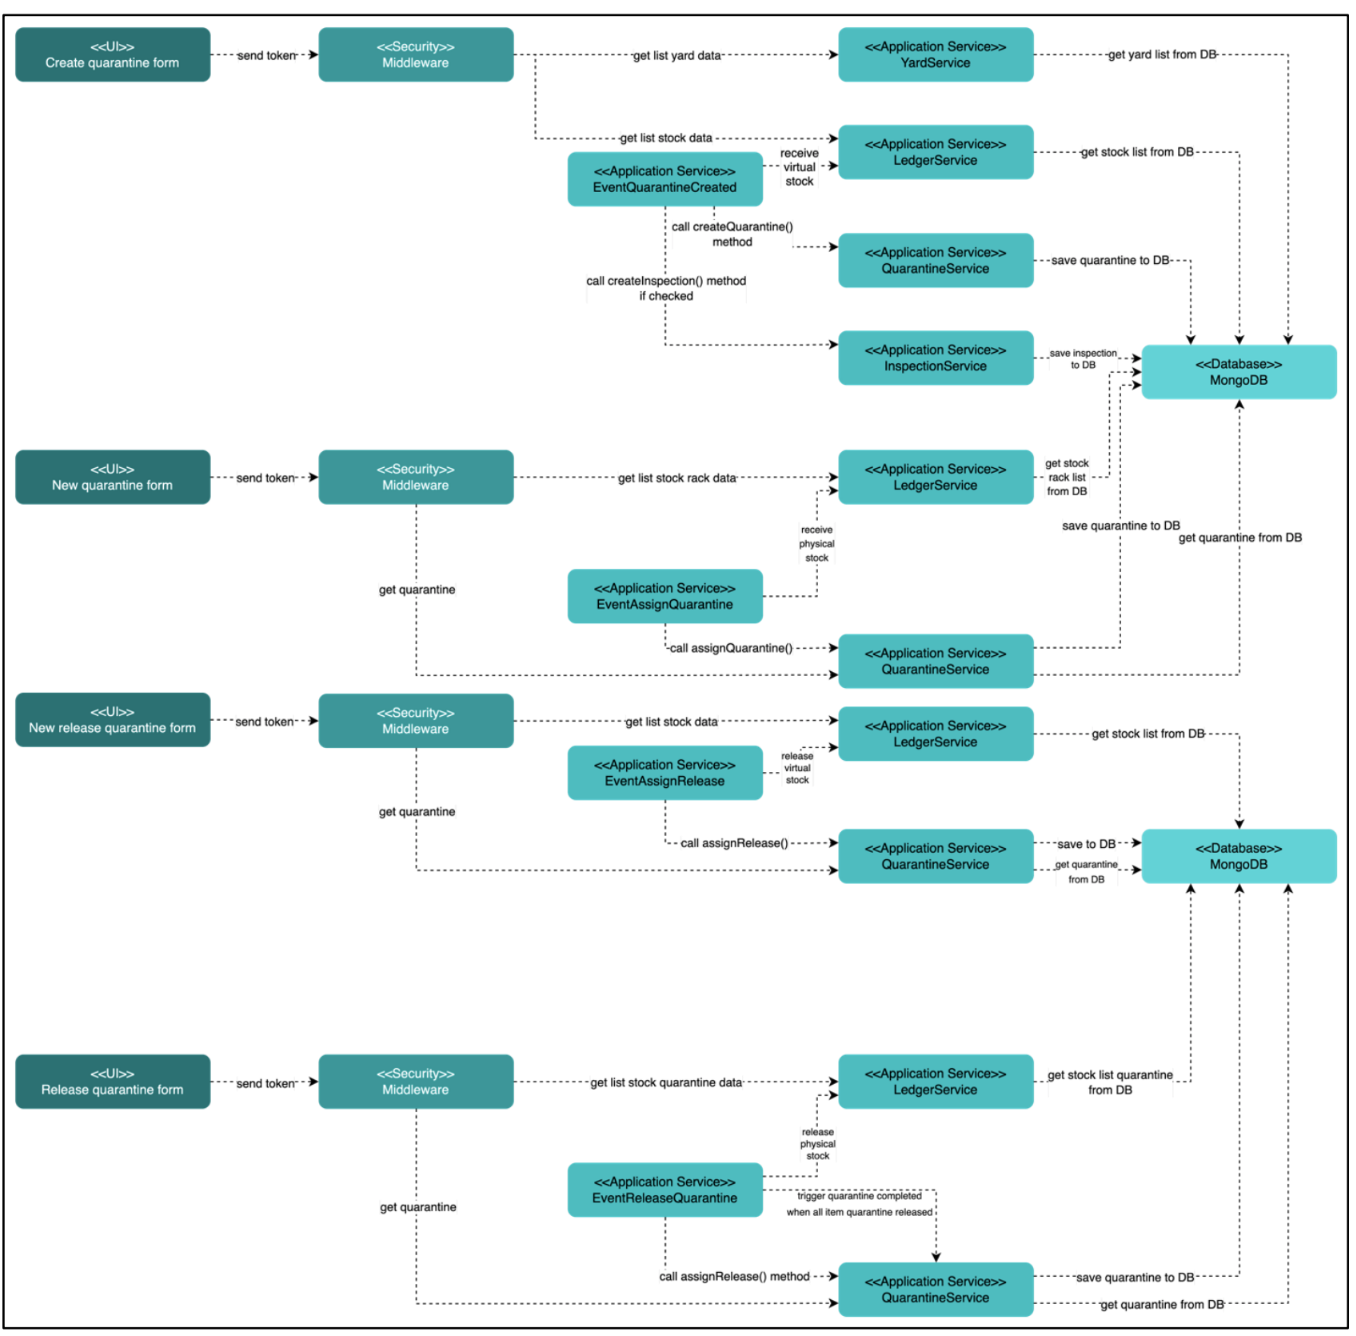 <<UI>>
Create quarantine form
send token
<<Security>>
Middleware
get list yard data
<<Application Service>>
YardService
get yard list from DB
get list stock data
<<Application Service>>
LedgerService
get stock list from DB
receive
virtual
stock
<<Application Service>>
EventQuarantineCreated
call createQuarantine()
method
<<Application Service>>
QuarantineService
save quarantine to DB
call createInspection() method
if checked
<<Application Service>>
InspectionService
save inspection
to DB
<<Database>>
MongoDB
<<UI>>
New quarantine form
send token
<<Security>>
Middleware
get list stock rack data
<<Application Service>>
LedgerService
get stock
rack list
from DB
receive
physical
stock
save quarantine to DB
get quarantine from DB
get quarantine
<<Application Service>>
EventAssignQuarantine
call assignQuarantine()
<<Application Service>>
QuarantineService
<<UI>>
New release quarantine form
send token
<<Security>>
Middleware
get list stock data
<<Application Service>>
LedgerService
get stock list from DB
<<Application Service>>
EventAssignRelease
release
virtual
stock
get quarantine
call assignRelease()
<<Application Service>>
QuarantineService
save to DB
get quarantine
from DB
<<Database>>
MongoDB
<<UI>>
Release quarantine form
send token
<<Security>>
Middleware
get list stock quarantine data
<<Application Service>>
LedgerService
get stock list quarantine
from DB
release
physical
stock
<<Application Service>>
EventReleaseQuarantine
trigger quarantine completed
when all item quarantine released
get quarantine
call assignRelease() method
<<Application Service>>
QuarantineService
save quarantine to DB
get quarantine from DB